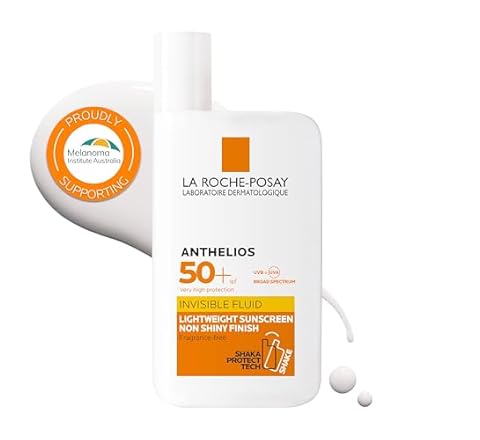 PROUDLY
Melanoma
Institute Australia
SUPPORTING
LA ROCHE-POSAY
LABORATOIRE DERMATOLOGIQUE
ANTHELIOS
50+ spf
UVB + UVA
Very high protection
BROAD SPECTRUM
INVISIBLE FLUID
LIGHTWEIGHT SUNSCREEN
NON SHINY FINISH
Fragrance-free
SHAKA
PROTECT
TECH
SHAKE